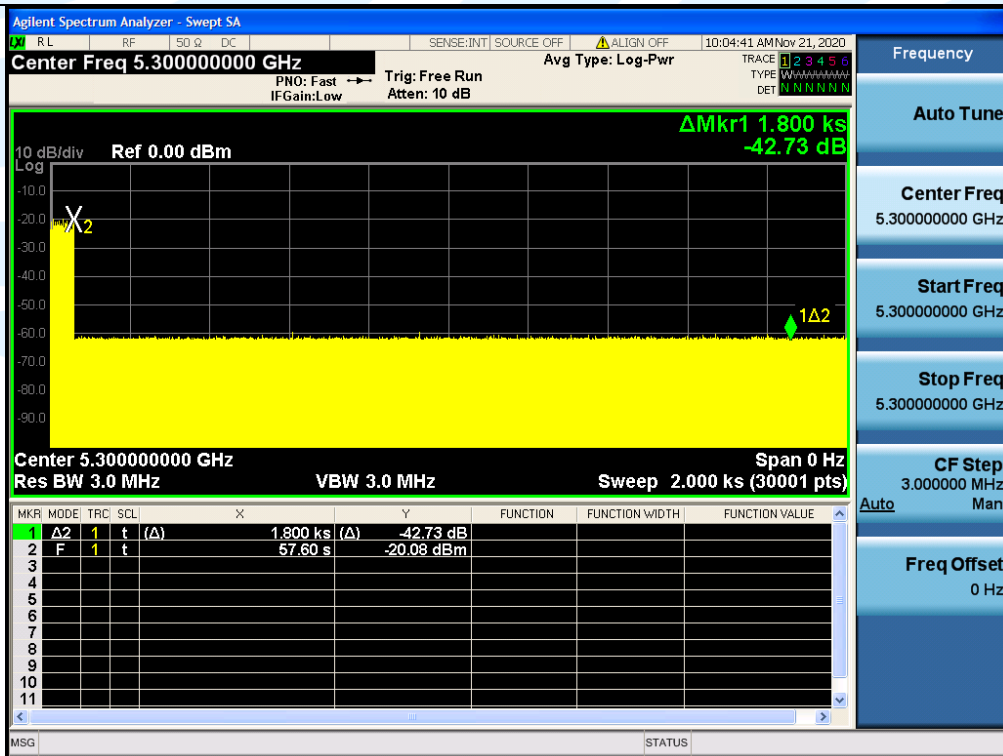 Agilent Spectrum Analyzer - Swept SA
LXI RL RF 50 Ω DC SENSE:INT SOURCE OFF ALIGN OFF 10:04:41 AM Nov 21, 2020
Center Freq 5.300000000 GHz
PNO: Fast
IFGain:Low
Trig: Free Run
Atten: 10 dB
Avg Type: Log-Pwr
TRACE 1 2 3 4 5 6
TYPE WWWWWW
DET N N N N N N
ΔMkr1 1.800 ks
-42.73 dB
10 dB/div Ref 0.00 dBm
Log
-10.0
-20.0
-30.0
-40.0
-50.0
-60.0
-70.0
-80.0
-90.0
X2
1Δ2
Center 5.300000000 GHz Span 0 Hz
Res BW 3.0 MHz VBW 3.0 MHz Sweep 2.000 ks (30001 pts)
MKR MODE TRC SCL X Y FUNCTION FUNCTION WIDTH FUNCTION VALUE
1 Δ2 1 t (Δ) 1.800 ks (Δ) -42.73 dB
2 F 1 t 57.60 s -20.08 dBm
3
4
5
6
7
8
9
10
11
MSG STATUS
Frequency
Auto Tune
Center Freq
5.300000000 GHz
Start Freq
5.300000000 GHz
Stop Freq
5.300000000 GHz
CF Step
3.000000 MHz
Auto Man
Freq Offset
0 Hz